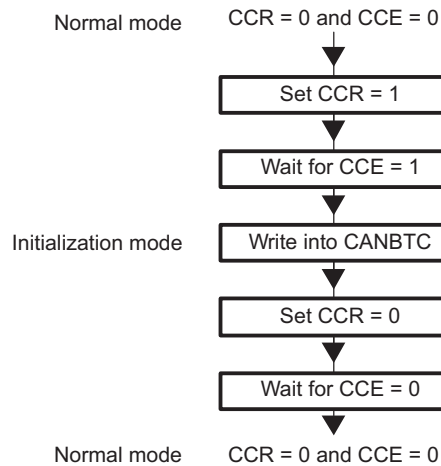 Normal mode CCR = 0 and CCE = 0
Set CCR = 1
Wait for CCE = 1
Initialization mode Write into CANBTC
Set CCR = 0
Wait for CCE = 0
Normal mode CCR = 0 and CCE = 0